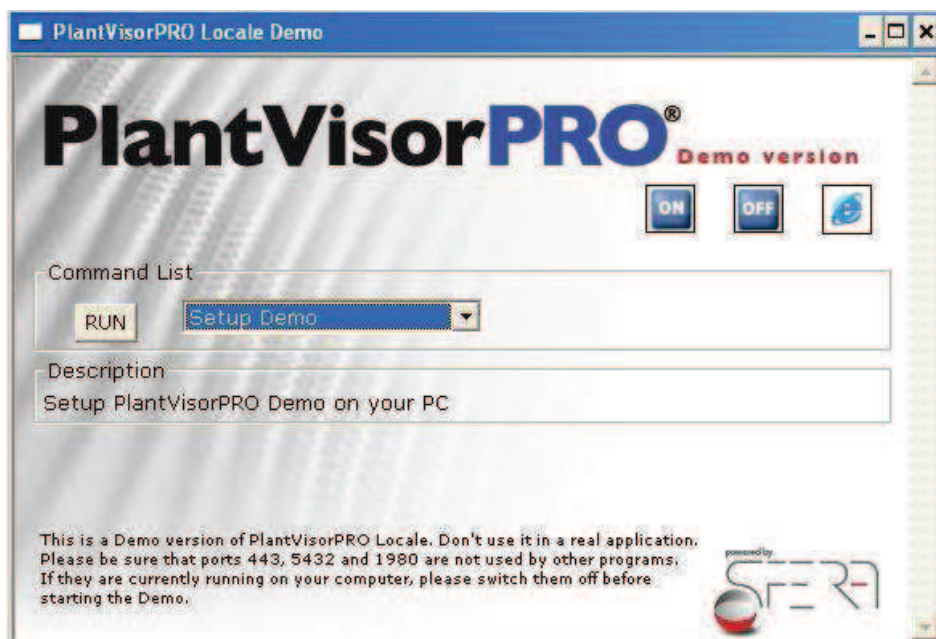 PlantVisorPRO Locale Demo
PlantVisorPRO®
Demo version
ON OFF
Command List
RUN Setup Demo
Description
Setup PlantVisorPRO Demo on your PC
This is a Demo version of PlantVisorPRO Locale. Don't use it in a real application.
Please be sure that ports 443, 5432 and 1980 are not used by other programs.
If they are currently running on your computer, please switch them off before
starting the Demo.
powered by
SFERA